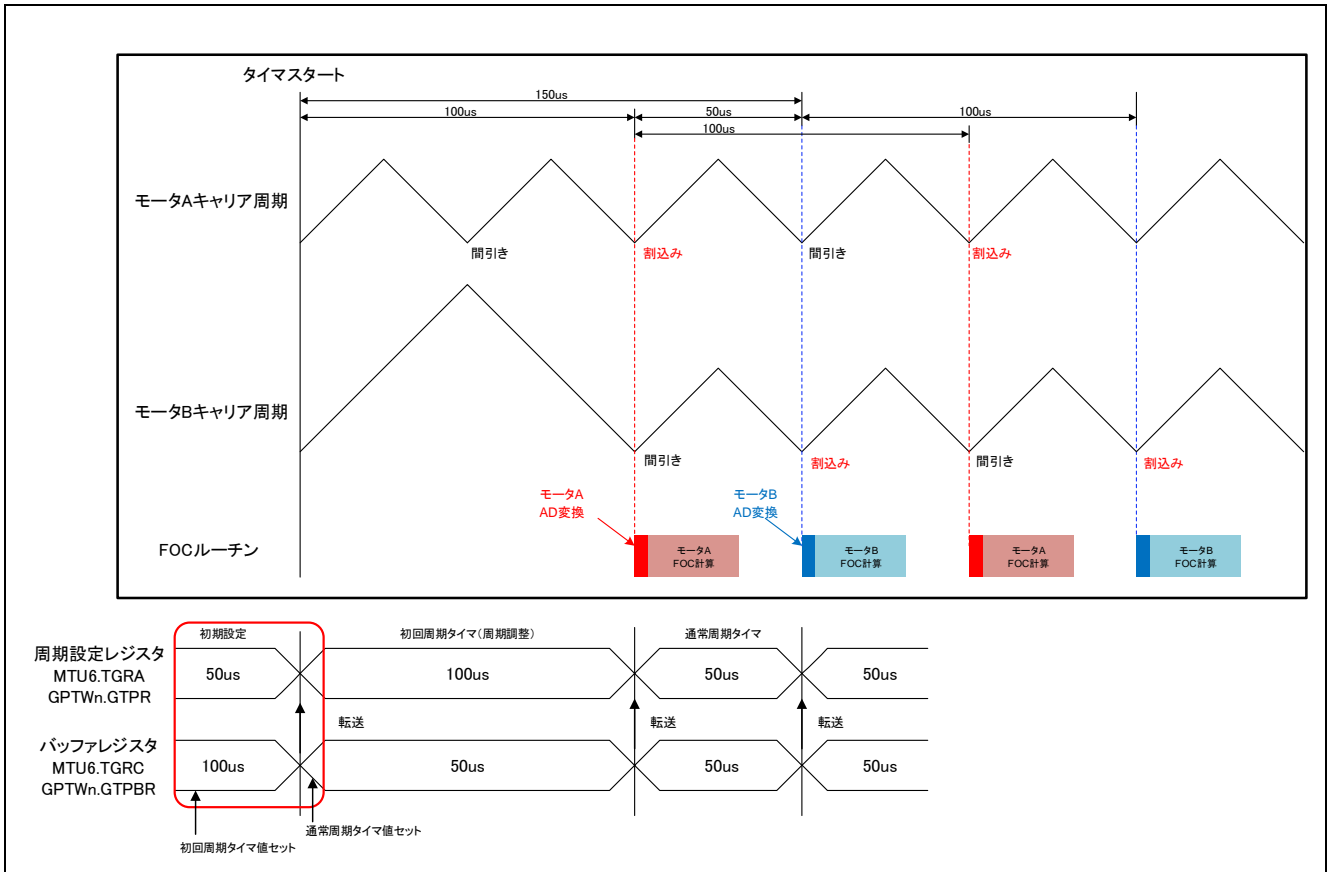 タイマスタート
150us
100us
50us
100us
100us
モータAキャリア周期
間引き
割込み
間引き
割込み
モータBキャリア周期
間引き
割込み
間引き
割込み
モータA
AD変換
モータB
AD変換
FOCルーチン
モータA
FOC計算
モータB
FOC計算
モータA
FOC計算
モータB
FOC計算
初期設定
初回周期タイマ(周期調整)
通常周期タイマ
周期設定レジスタ
MTU6.TGRA
GPTWn.GTPR
50us
100us
50us
50us
転送
転送
転送
バッファレジスタ
MTU6.TGRC
GPTWn.GTPBR
100us
50us
50us
50us
通常周期タイマ値セット
初回周期タイマ値セット